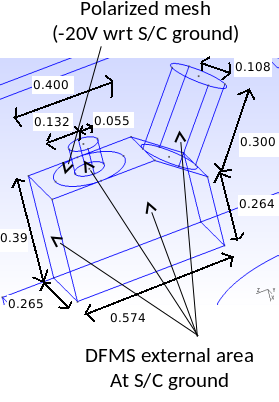 Polarized mesh
(-20V wrt S/C ground)
0.108
0.400
0.132
0.055
0.300
0.264
0.39
0.265
0.574
DFMS external area
At S/C ground